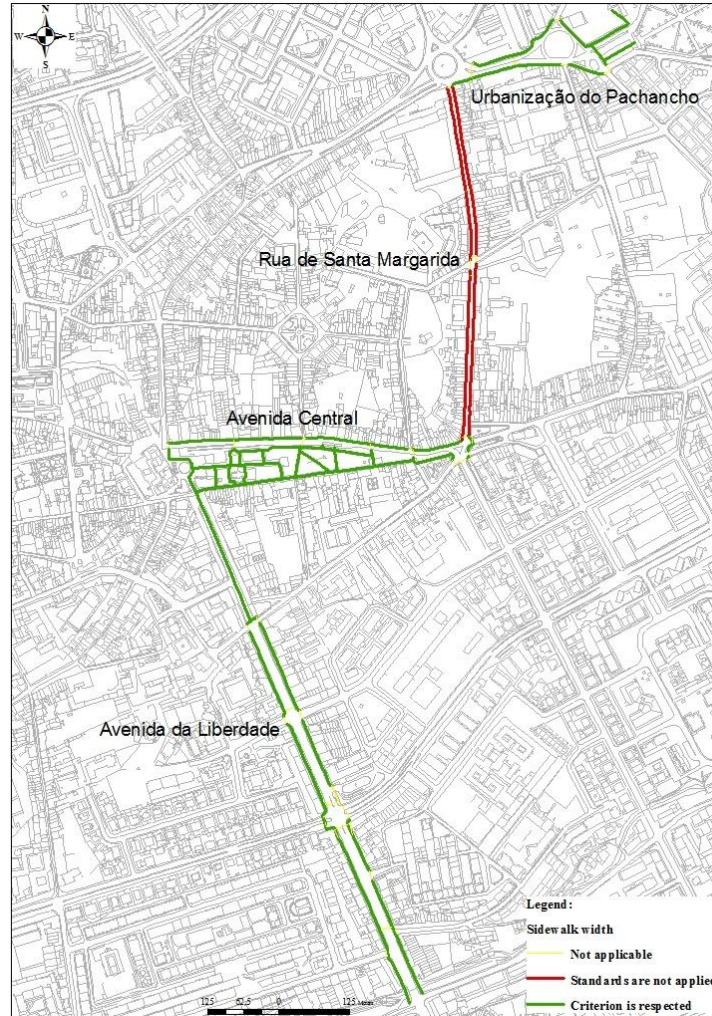 N
W
E
S
Urbanização do Pachancho
Rua de Santa Margarida
Avenida Central
Avenida da Liberdade
Legend:
Sidewalk width
Not applicable
Standards are not applied
Criterion is respected
125 62,5 0 125 Metros